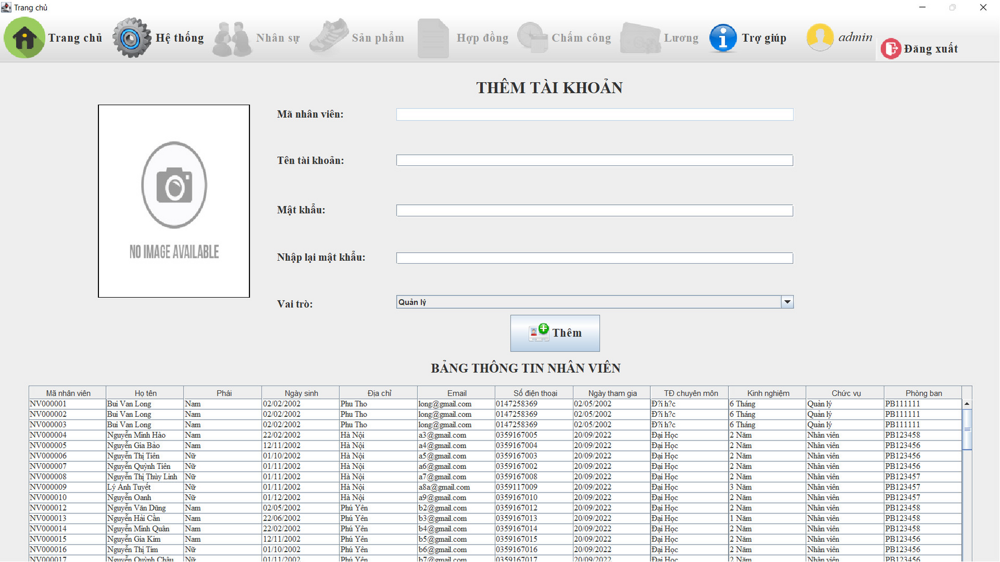 Trang chủ
Trang chủ Hệ thống Nhân sự Sản phẩm Hợp đồng Chấm công Lương Trợ giúp admin Đăng xuất
THÊM TÀI KHOẢN
Mã nhân viên:
Tên tài khoản:
Mật khẩu:
NO IMAGE AVAILABLE
Nhập lại mật khẩu:
Vai trò: Quản lý
Thêm
BẢNG THÔNG TIN NHÂN VIÊN
Mã nhân viên Họ tên Phái Ngày sinh Địa chỉ Email Số điện thoại Ngày tham gia TĐ chuyên môn Kinh nghiệm Chức vụ Phòng ban
NV000001 Bui Van Long Nam 02/02/2002 Phu Tho long@gmail.com 0147258369 02/05/2002 Đ?i h?c 6 Tháng Quản lý PB111111
NV000002 Bui Van Long Nam 02/02/2002 Phu Tho long@gmail.com 0147258369 02/05/2002 Đ?i h?c 6 Tháng Quản lý PB111111
NV000003 Bui Van Long Nam 02/02/2002 Phu Tho long@gmail.com 0147258369 02/05/2002 Đ?i h?c 6 Tháng Quản lý PB111111
NV000004 Nguyễn Minh Hào Nam 22/02/2002 Hà Nội a3@gmail.com 0359167005 20/09/2022 Đại Học 2 Năm Nhân viên PB123458
NV000005 Nguyễn Gia Bảo Nam 12/11/2002 Hà Nội a4@gmail.com 0359167004 20/09/2022 Đại Học 2 Năm Nhân viên PB123456
NV000006 Nguyễn Thị Tiên Nữ 01/10/2002 Hà Nội a5@gmail.com 0359167003 20/09/2022 Đại Học 2 Năm Nhân viên PB123456
NV000007 Nguyễn Quỳnh Tiên Nữ 01/11/2002 Hà Nội a6@gmail.com 0359167002 20/09/2022 Đại Học 2 Năm Nhân viên PB123456
NV000008 Nguyễn Thị Thùy Linh Nữ 01/11/2002 Hà Nội a7@gmail.com 0359167008 20/09/2022 Đại Học 2 Năm Nhân viên PB123457
NV000009 Lý Ánh Tuyết Nữ 01/11/2002 Hà Nội a8a@gmail.com 0359117009 20/09/2022 Đại Học 3 Năm Nhân viên PB123457
NV000010 Nguyễn Oanh Nữ 01/12/2002 Hà Nội a9@gmail.com 0359167010 20/09/2022 Đại Học 2 Năm Nhân viên PB123457
NV000012 Nguyễn Văn Dũng Nam 02/05/2002 Phú Yên b2@gmail.com 0359167012 20/09/2022 Đại Học 2 Năm Nhân viên PB123458
NV000013 Nguyễn Hải Cần Nam 22/06/2002 Phú Yên b3@gmail.com 0359167013 20/09/2022 Đại Học 1 Năm Nhân viên PB123458
NV000014 Nguyễn Minh Quân Nam 22/02/2002 Phú Yên b4@gmail.com 0359167014 20/09/2022 Đại Học 2 Năm Nhân viên PB123458
NV000015 Nguyễn Gia Kim Nam 12/11/2002 Phú Yên b5@gmail.com 0359167015 20/09/2022 Đại Học 2 Năm Nhân viên PB123456
NV000016 Nguyễn Thị Tim Nữ 01/10/2002 Phú Yên b6@gmail.com 0359167016 20/09/2022 Đại Học 2 Năm Nhân viên PB123456
NV000017 Nguyễn Quỳnh Châu Nữ 01/11/2002 Phú Yên b7@gmail.com 0359167017 20/09/2022 Đại Học 2 Năm Nhân viên PB123456